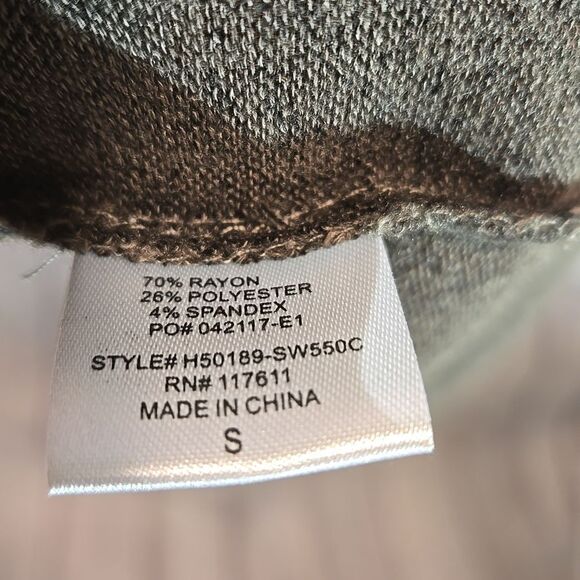 70% RAYON
26% POLYESTER
4% SPANDEX
PO# 042117-E1
STYLE# H50189-SW550C
RN# 117611
MADE IN CHINA
S